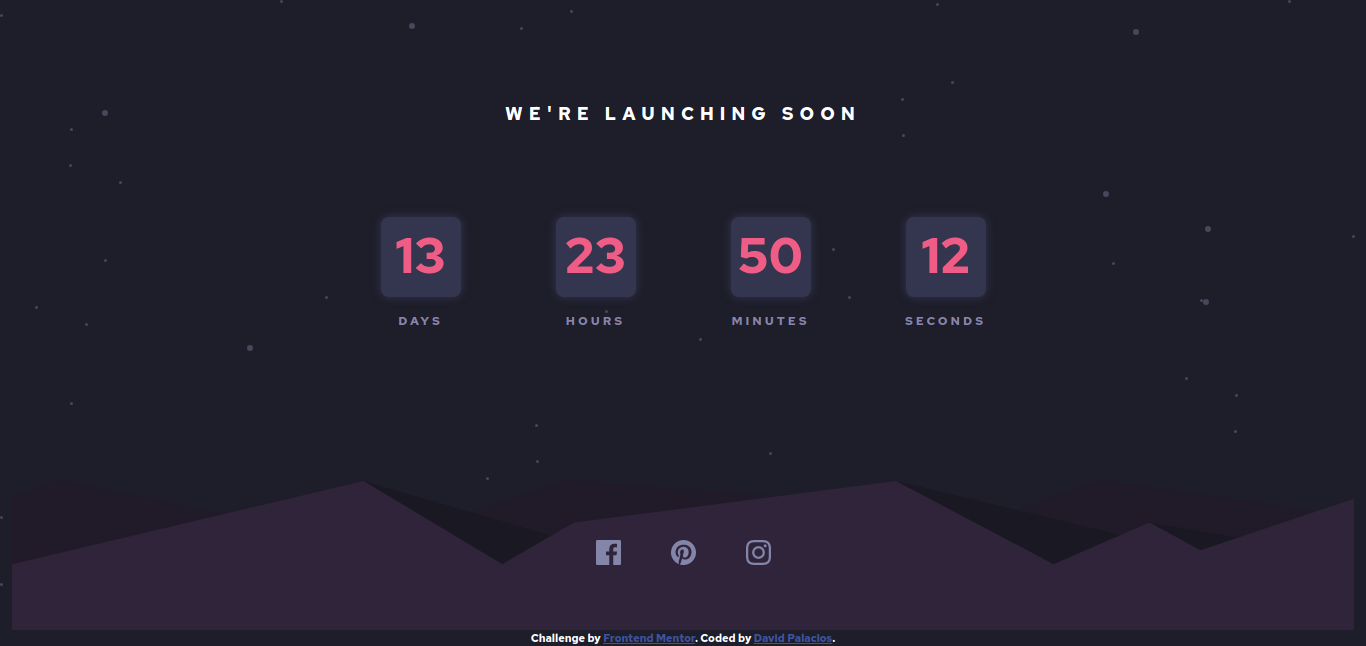 WE'RE LAUNCHING SOON
13 23 50 12
DAYS HOURS MINUTES SECONDS
Challenge by Frontend Mentor. Coded by David Palacios.